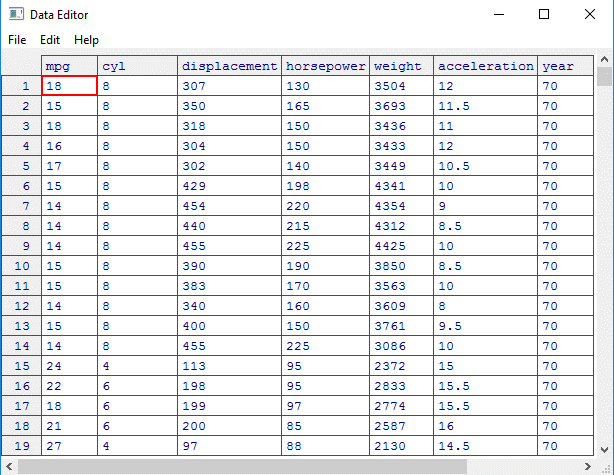 Data Editor
File Edit Help
mpg cyl displacement horsepower weight acceleration year
1 18 8 307 130 3504 12 70
2 15 8 350 165 3693 11.5 70
3 18 8 318 150 3436 11 70
4 16 8 304 150 3433 12 70
5 17 8 302 140 3449 10.5 70
6 15 8 429 198 4341 10 70
7 14 8 454 220 4354 9 70
8 14 8 440 215 4312 8.5 70
9 14 8 455 225 4425 10 70
10 15 8 390 190 3850 8.5 70
11 15 8 383 170 3563 10 70
12 14 8 340 160 3609 8 70
13 15 8 400 150 3761 9.5 70
14 14 8 455 225 3086 10 70
15 24 4 113 95 2372 15 70
16 22 6 198 95 2833 15.5 70
17 18 6 199 97 2774 15.5 70
18 21 6 200 85 2587 16 70
19 27 4 97 88 2130 14.5 70